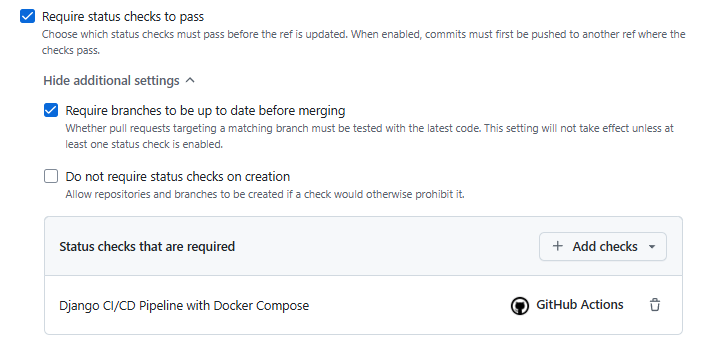 Require status checks to pass
Choose which status checks must pass before the ref is updated. When enabled, commits must first be pushed to another ref where the
checks pass.
Hide additional settings
Require branches to be up to date before merging
Whether pull requests targeting a matching branch must be tested with the latest code. This setting will not take effect unless at
least one status check is enabled.
Do not require status checks on creation
Allow repositories and branches to be created if a check would otherwise prohibit it.
Status checks that are required
+ Add checks
Django CI/CD Pipeline with Docker Compose
GitHub Actions